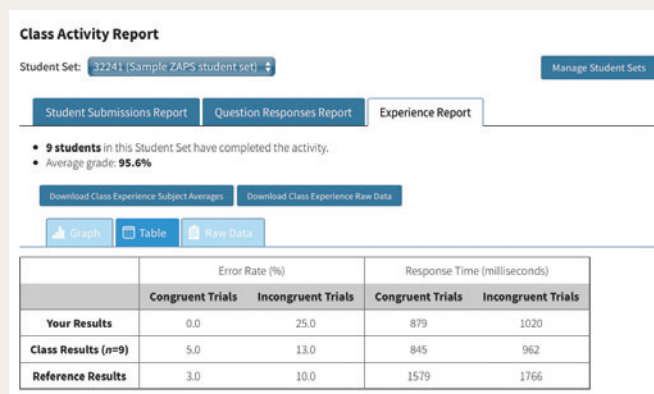 Class Activity Report
Student Set: 32241 (Sample ZAPS student set)
Manage Student Sets
Student Submissions Report Question Responses Report Experience Report
• 9 students in this Student Set have completed the activity.
• Average grade: 95.6%
Download Class Experience Subject Averages Download Class Experience Raw Data
Graph Table Raw Data
Error Rate (%) Response Time (milliseconds)
Congruent Trials Incongruent Trials Congruent Trials Incongruent Trials
Your Results 0.0 25.0 879 1020
Class Results (n=9) 5.0 13.0 845 962
Reference Results 3.0 10.0 1579 1766